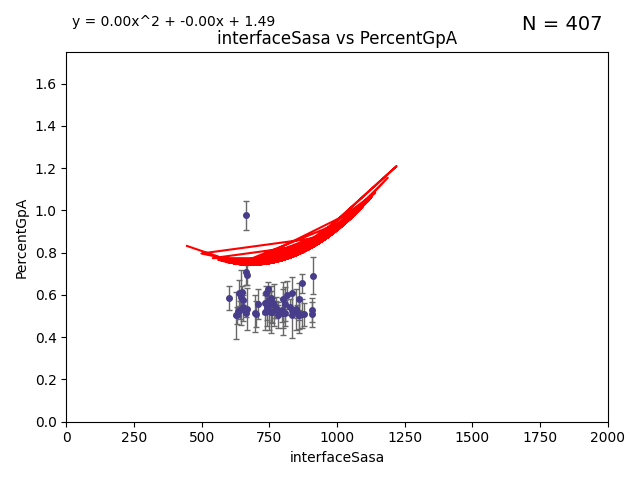 y = 0.00x^2 + -0.00x + 1.49
N = 407
interfaceSasa vs PercentGpA
PercentGpA
1.6
1.4
1.2
1.0
0.8
0.6
0.4
0.2
0.0
0 250 500 750 1000 1250 1500 1750 2000
interfaceSasa